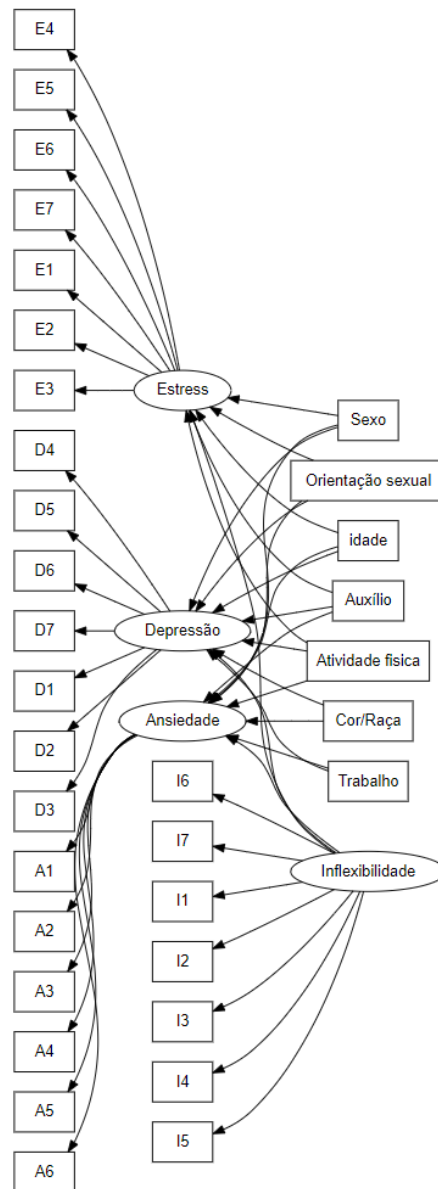 E4
E5
E6
E7
E1
E2
E3
Estress
Sexo
D4
Orientação sexual
D5
idade
D6
Auxílio
D7
Depressão
Atividade fisica
D1
Ansiedade
Cor/Raça
D2
Trabalho
I6
D3
I7
Inflexibilidade
A1
I1
A2
I2
A3
I3
A4
I4
A5
I5
A6